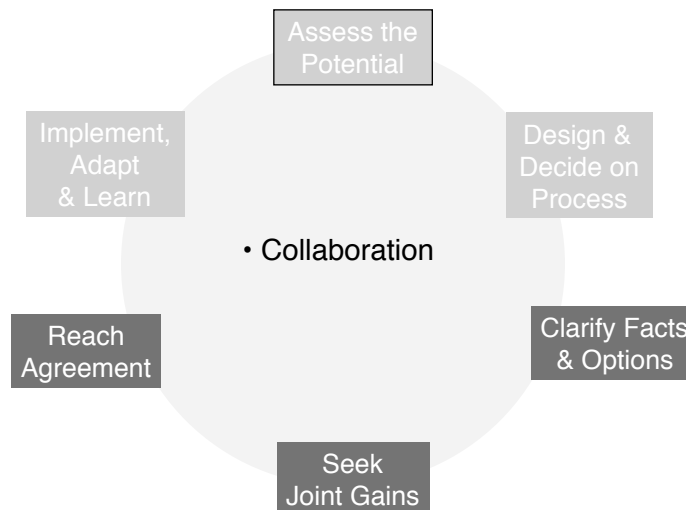 Assess the
Potential
Implement,
Adapt
& Learn
Design &
Decide on
Process
• Collaboration
Reach
Agreement
Clarify Facts
& Options
Seek
Joint Gains